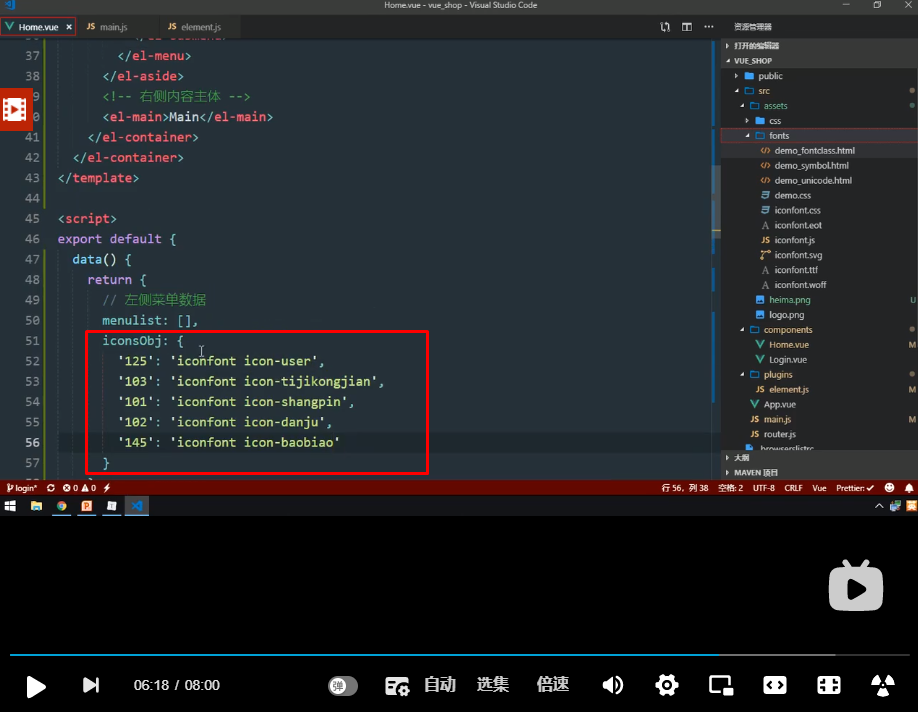 Home.vue - vue_shop - Visual Studio Code
Home.vue × JS main.js JS element.js
资源管理器
37 </el-menu>
38 </el-aside>
<!-- 右侧内容主体 -->
<el-main>Main</el-main>
41 </el-container>
42 </el-container>
43 </template>
44
45 <script>
46 export default {
47 data() {
48 return {
49 // 左侧菜单数据
50 menulist: [],
51 iconsObj: {
52 '125': 'iconfont icon-user',
53 '103': 'iconfont icon-tijikongjian',
54 '101': 'iconfont icon-shangpin',
55 '102': 'iconfont icon-danju',
56 '145': 'iconfont icon-baobiao'
57 }
打开的编辑器
VUE_SHOP
public
src
assets
css
fonts
demo_fontclass.html
demo_symbol.html
demo_unicode.html
demo.css
iconfont.css
A iconfont.eot
JS iconfont.js
iconfont.svg
A iconfont.ttf
A iconfont.woff
heima.png U
logo.png
components
Home.vue M
Login.vue
plugins
JS element.js M
App.vue
JS main.js M
JS router.js
.browserslistrc
大纲
MAVEN 项目
login* 0 0 行 56，列 38 空格: 2 UTF-8 CRLF Vue Prettier: ✓
英
弹 自动 选集 倍速
06:18 / 08:00